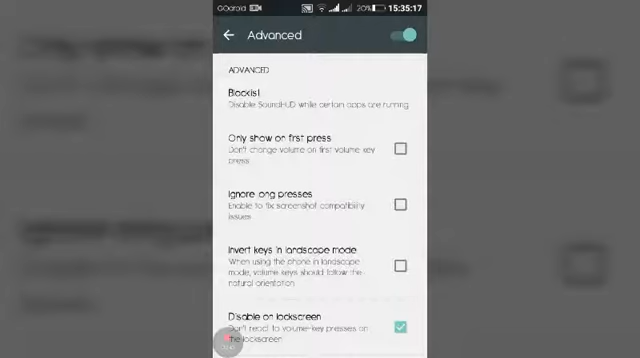 GOdroid 20% 15:35:17
Advanced
ADVANCED
Blocklist
Disable SoundHUD while certain apps are running
Only show on first press
Don't change volume on first volume key
press
Ignore long presses
Enable to fix screenshot compatibility
issues
Invert keys in landscape mode
When using the phone in landscape
mode, volume keys should follow the
natural orientation
Disable on lockscreen
Don't react to volume-key presses on
the lockscreen